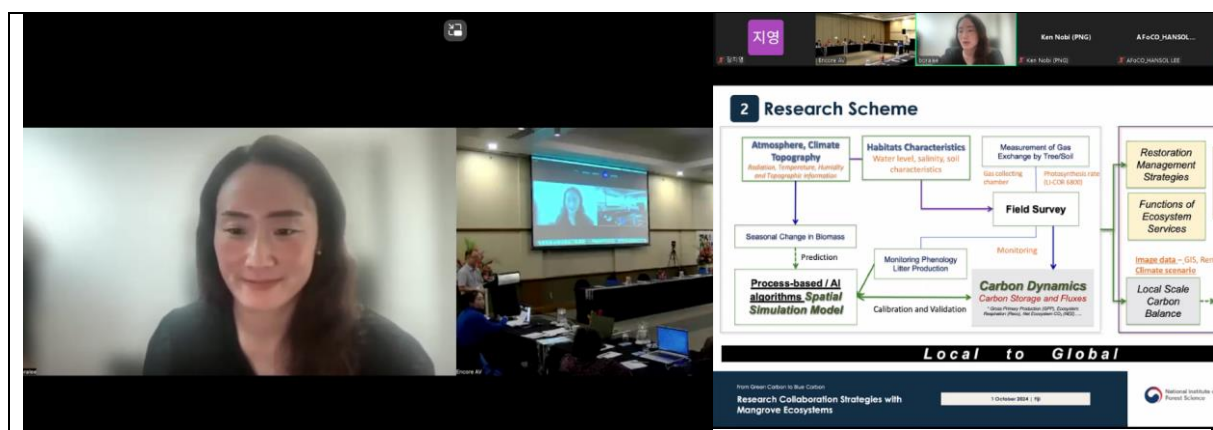 지영
Ken Nobi (PNG)
AFoCO_HANSOL...
Encore AV
boralee
Ken Nobi (PNG)
AFoCO_HANSOL LEE
boralee
Encore AV
2 Research Scheme
Atmosphere, Climate
Topography
Radiation, Temperature, Humidity
and Topographic Information
Habitats Characteristics
Water level, salinity, soil
characteristics
Measurement of Gas
Exchange by Tree/Soil
Gas collecting
chamber
Photosynthesis rate
(LI-COR 6800)
Field Survey
Seasonal Change in Biomass
Prediction
Monitoring Phenology
Litter Production
Monitoring
Process-based / AI
algorithms Spatial
Simulation Model
Calibration and Validation
Carbon Dynamics
Carbon Storage and Fluxes
Restoration
Management
Strategies
Functions of
Ecosystem
Services
Image data – GIS, Ren
Climate scenario
Local Scale
Carbon
Balance
Local to Global
From Green Carbon to Blue Carbon
Research Collaboration Strategies with
Mangrove Ecosystems
1 October 2024 | Fiji
National Institute
Forest Science